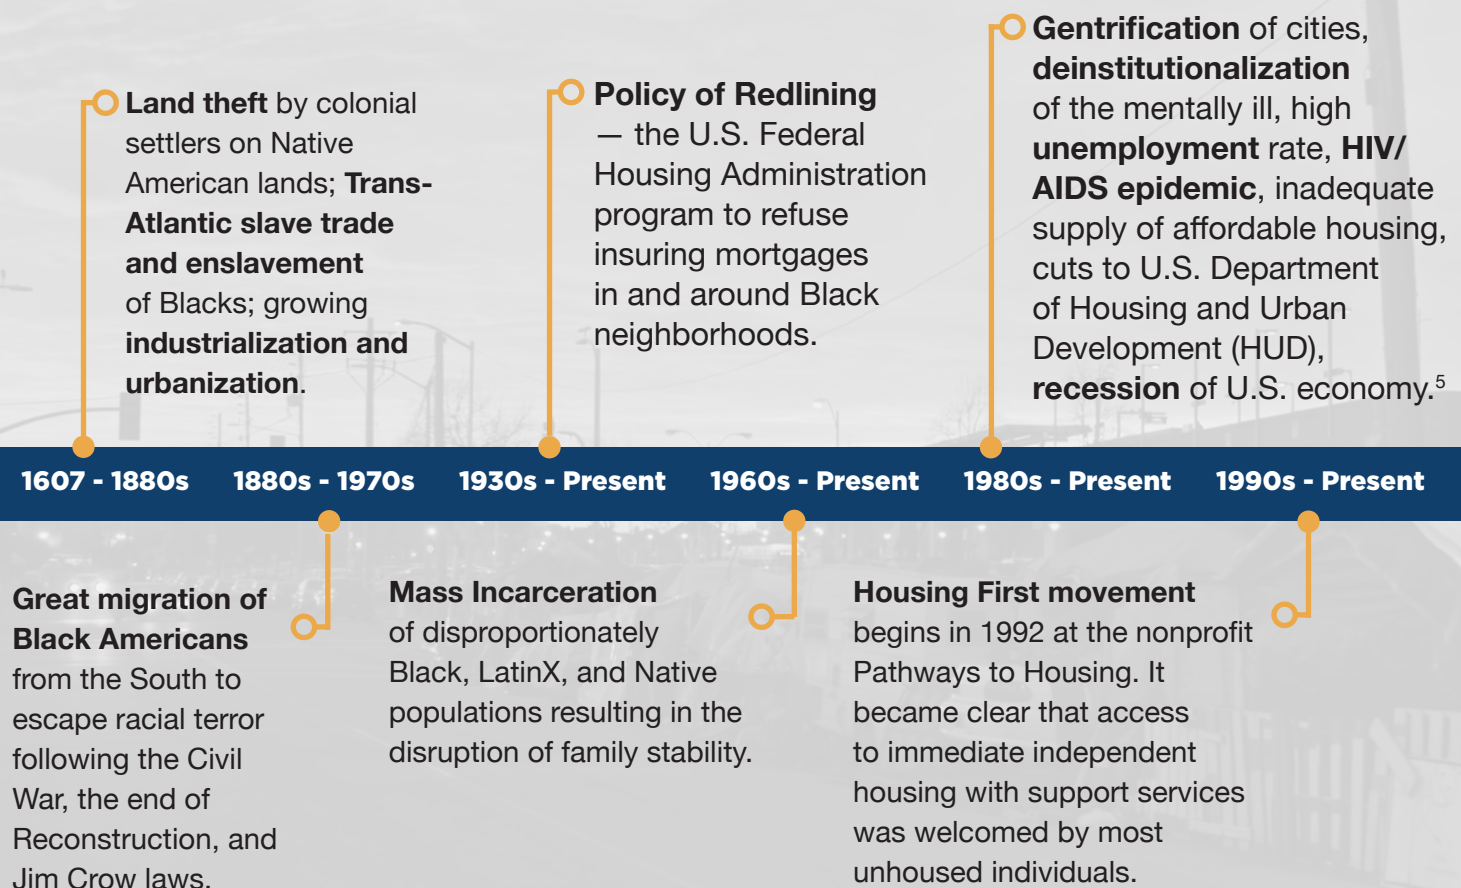 Land theft by colonial
settlers on Native
American lands; Trans-
Atlantic slave trade
and enslavement
of Blacks; growing
industrialization and
urbanization.
Policy of Redlining
— the U.S. Federal
Housing Administration
program to refuse
insuring mortgages
in and around Black
neighborhoods.
Gentrification of cities,
deinstitutionalization
of the mentally ill, high
unemployment rate, HIV/
AIDS epidemic, inadequate
supply of affordable housing,
cuts to U.S. Department
of Housing and Urban
Development (HUD),
recession of U.S. economy.5
1607 - 1880s
1880s - 1970s
1930s - Present
1960s - Present
1980s - Present
1990s - Present
Great migration of
Black Americans
from the South to
escape racial terror
following the Civil
War, the end of
Reconstruction, and
Jim Crow laws.
Mass Incarceration
of disproportionately
Black, LatinX, and Native
populations resulting in the
disruption of family stability.
Housing First movement
begins in 1992 at the nonprofit
Pathways to Housing. It
became clear that access
to immediate independent
housing with support services
was welcomed by most
unhoused individuals.